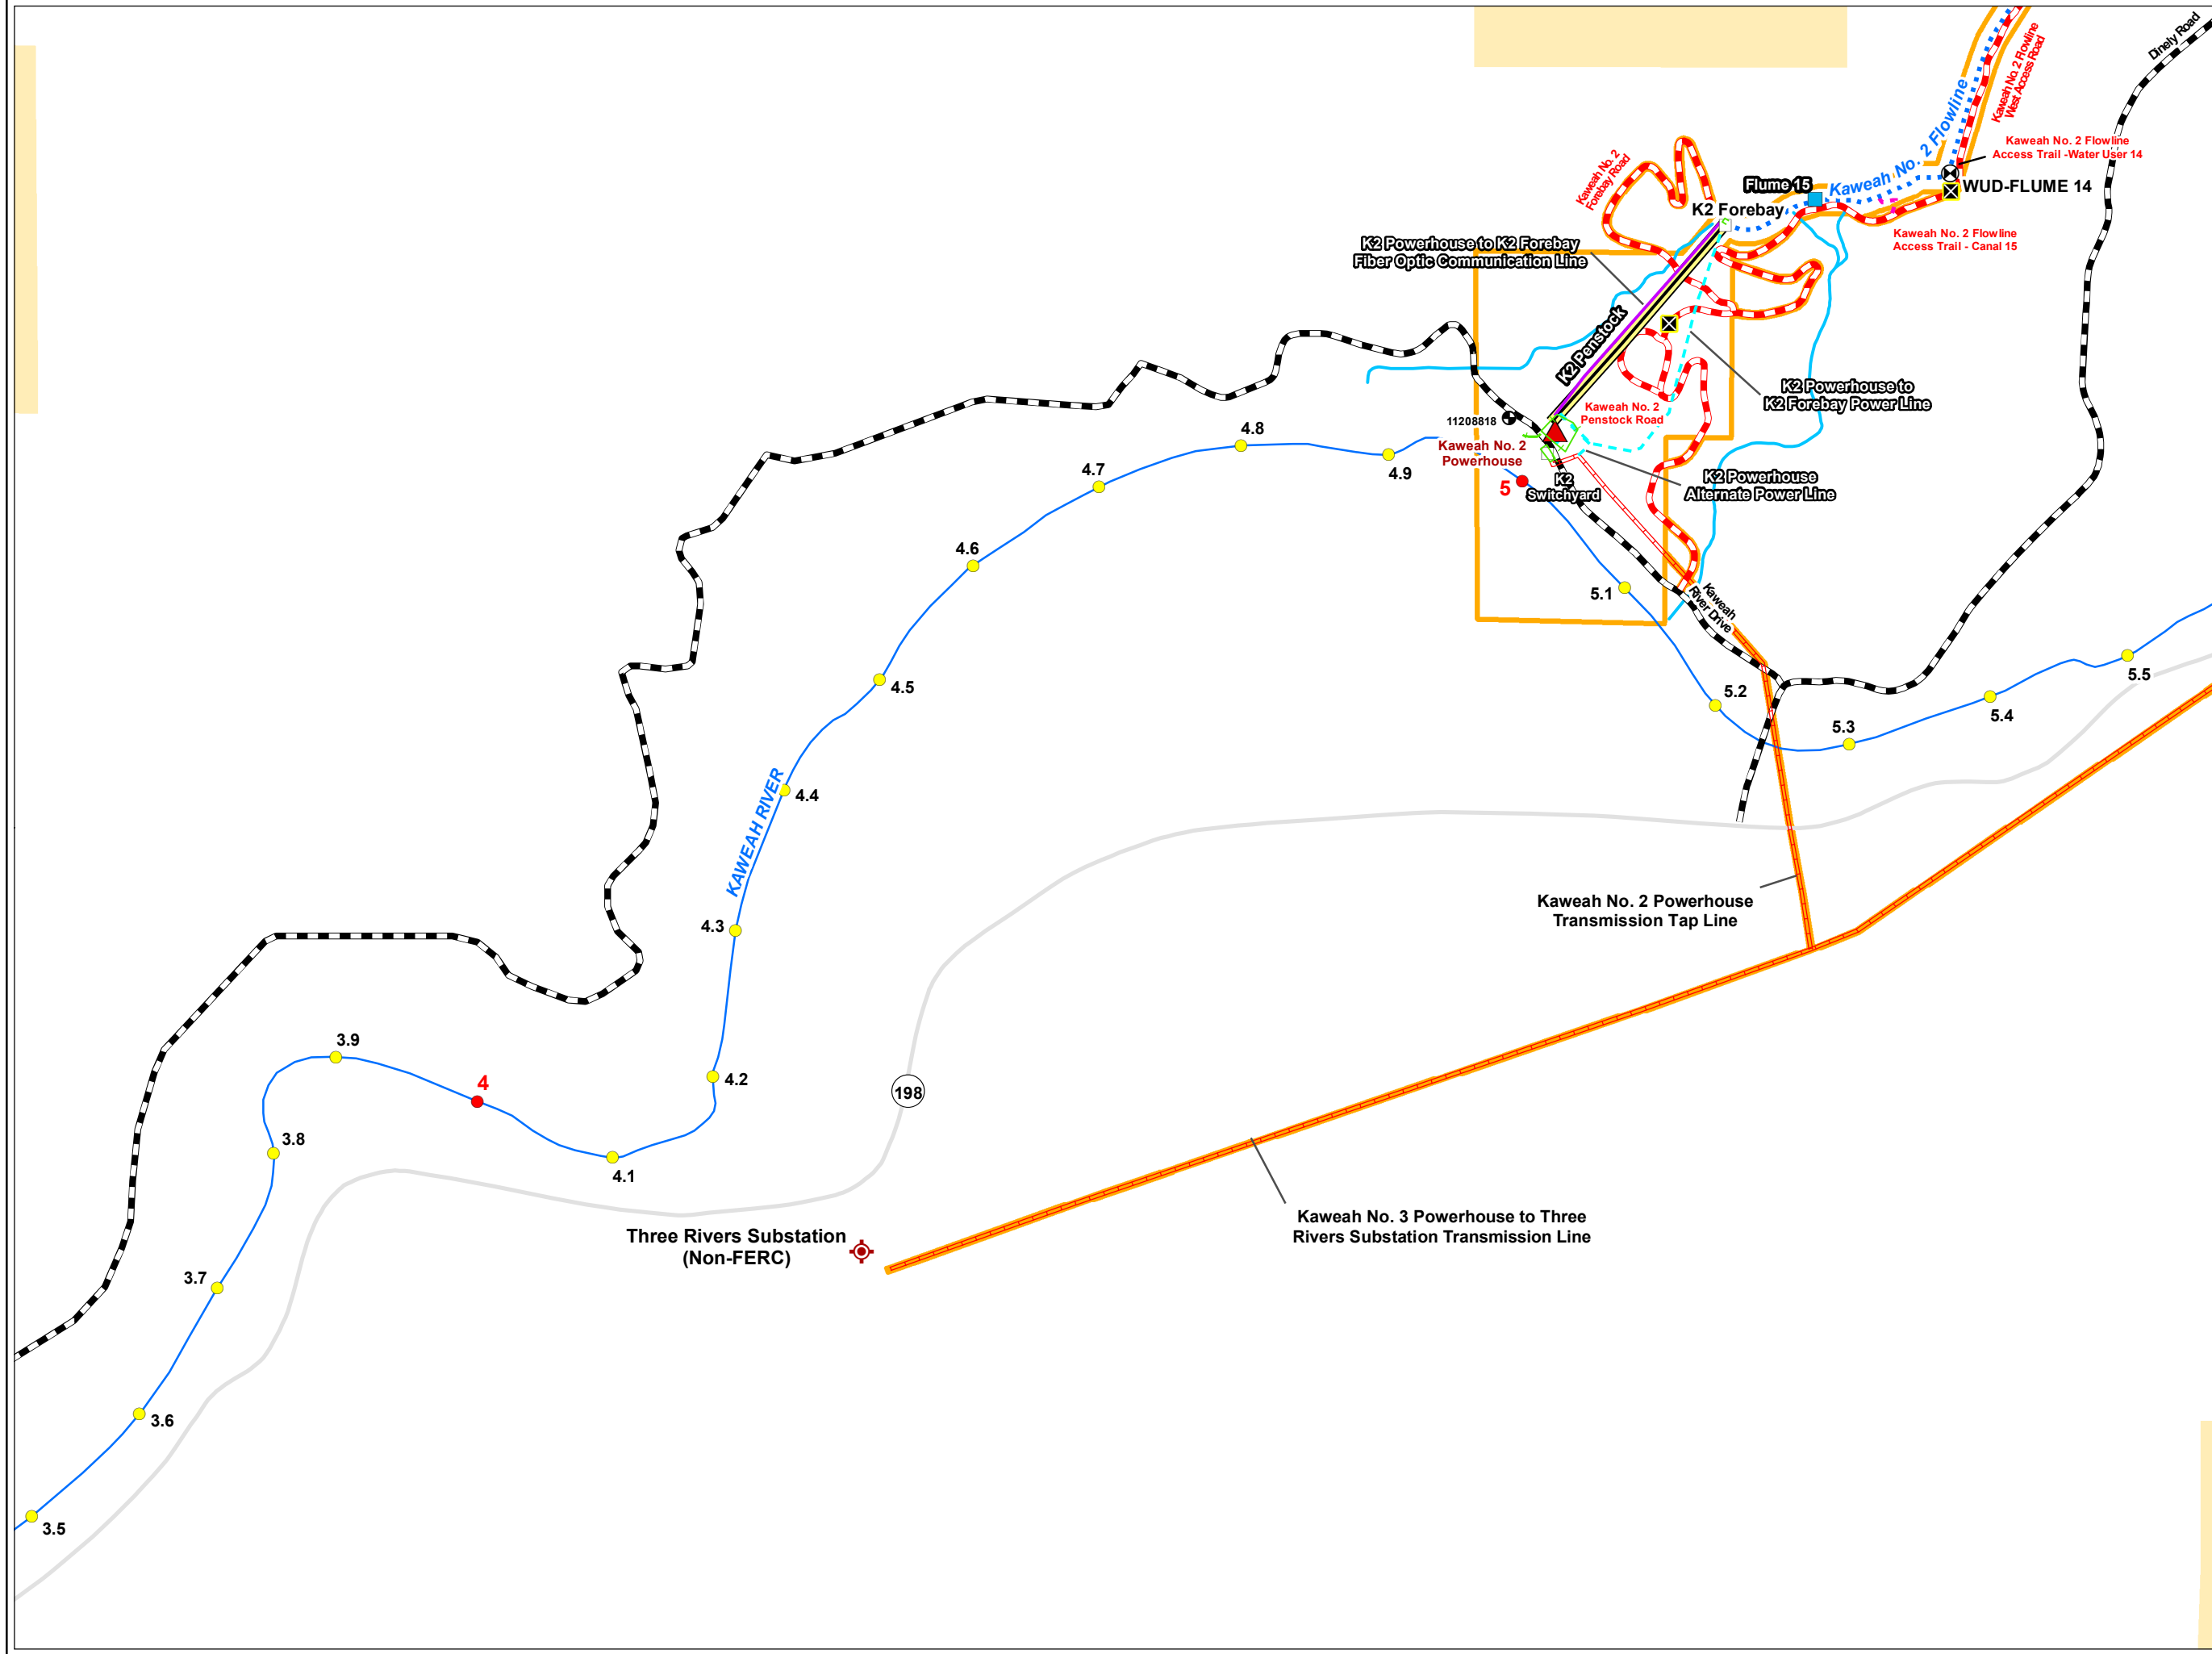 Dinely Road
Kaweah No. 2 Flowline
West Access Road
Kaweah No. 2 Flowline
Kaweah No. 2 Flowline
Access Trail -Water User 14
Kaweah No. 2
Forebay Road
Flume 15
Kaweah No. 2 Flowline
WUD-FLUME 14
K2 Forebay
Kaweah No. 2 Flowline
Access Trail - Canal 15
K2 Powerhouse to K2 Forebay
Fiber Optic Communication Line
K2 Penstock
K2 Powerhouse to
K2 Forebay Power Line
Kaweah No. 2
Penstock Road
11208818
Kaweah No. 2
Powerhouse
K2
Switchyard
K2 Powerhouse
Alternate Power Line
4.8
4.9
4.7
5
4.6
5.1
Kaweah
River Drive
4.5
5.2
5.3
5.4
5.5
4.4
KAWEAH RIVER
4.3
Kaweah No. 2 Powerhouse
Transmission Tap Line
3.9
4
4.2
198
3.8
4.1
Kaweah No. 3 Powerhouse to Three
Rivers Substation Transmission Line
Three Rivers Substation
(Non-FERC)
3.7
3.6
3.5